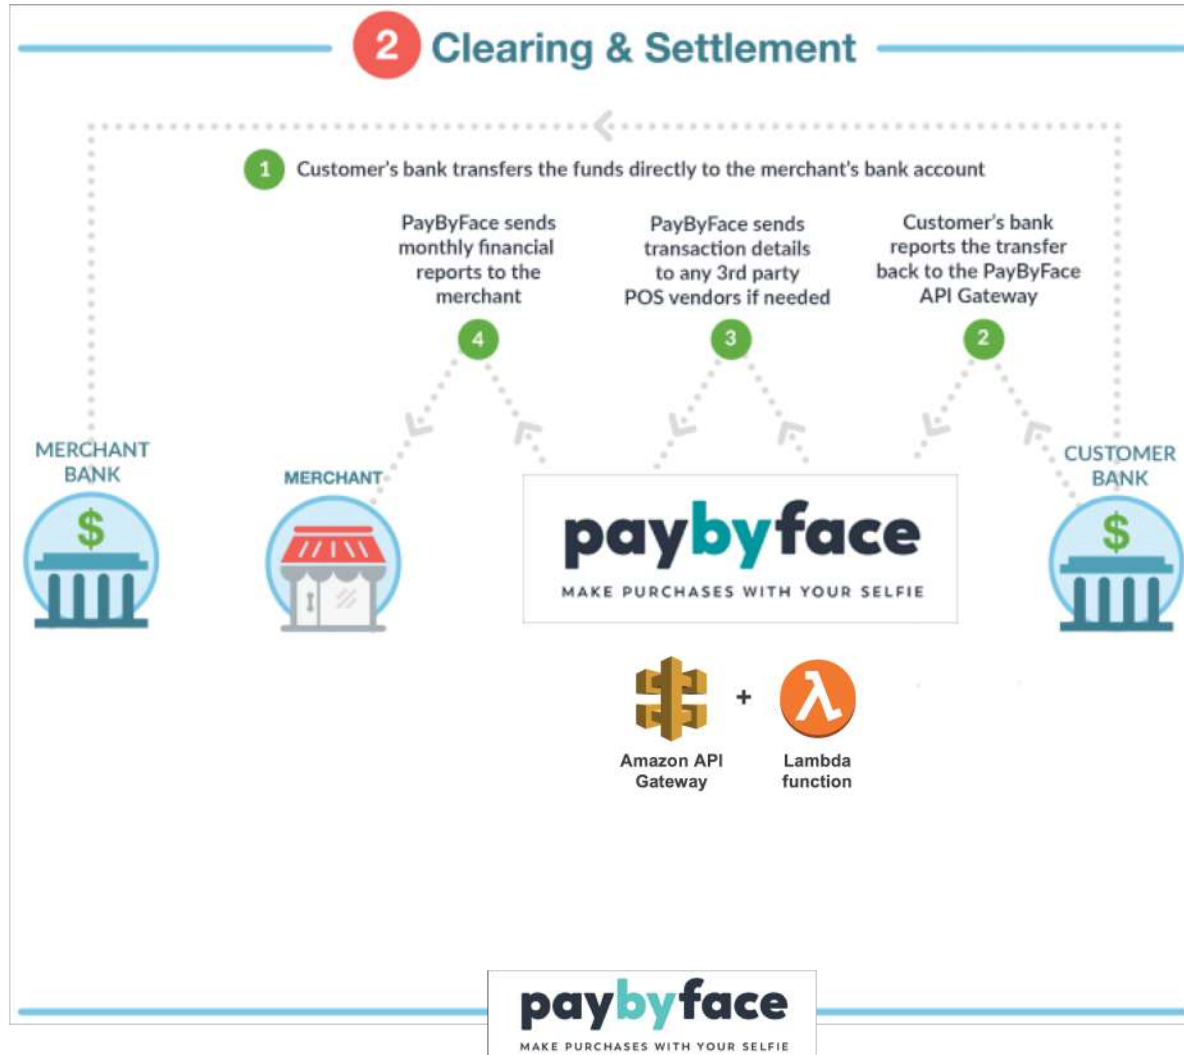 2 Clearing & Settlement
1 Customer's bank transfers the funds directly to the merchant's bank account
PayByFace sends
monthly financial
reports to the
merchant
4
PayByFace sends
transaction details
to any 3rd party
POS vendors if needed
3
Customer's bank
reports the transfer
back to the PayByFace
API Gateway
2
MERCHANT
BANK
$
MERCHANT
paybyface
MAKE PURCHASES WITH YOUR SELFIE
CUSTOMER
BANK
$
+
λ
Amazon API
Gateway
Lambda
function
paybyface
MAKE PURCHASES WITH YOUR SELFIE